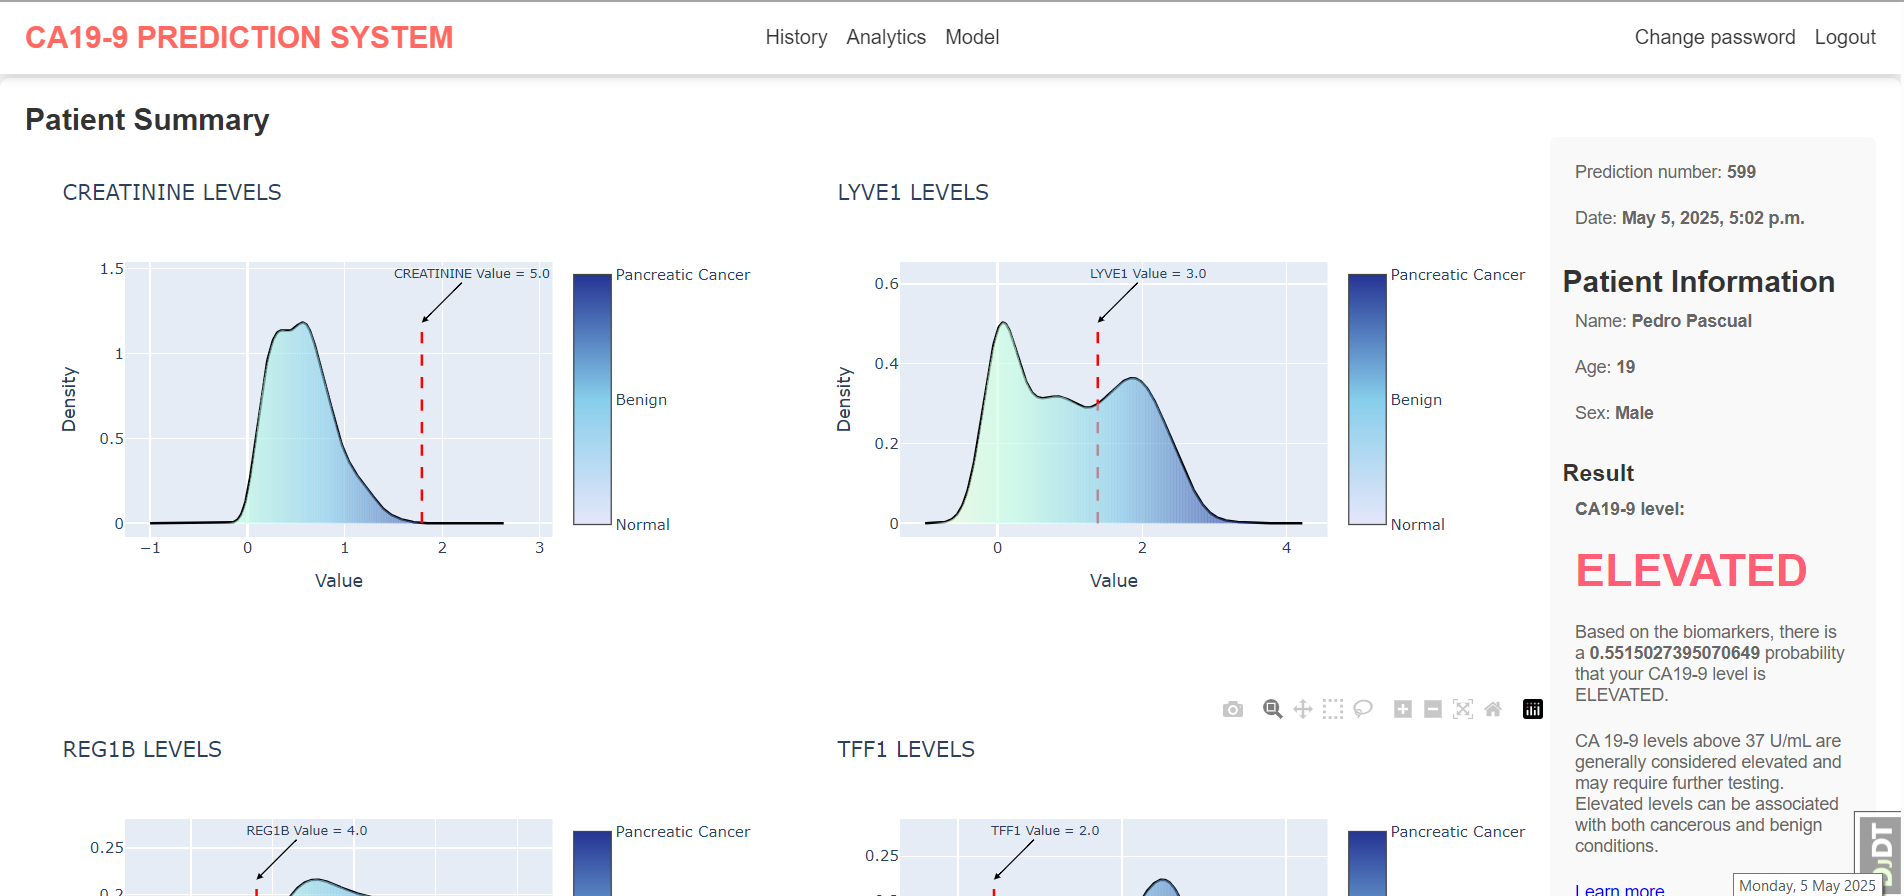 CA19-9 PREDICTION SYSTEM
History Analytics Model
Change password Logout
Patient Summary
CREATININE LEVELS
1.5
1
0.5
0
Density
−1 0 1 2 3
Value
CREATININE Value = 5.0
Pancreatic Cancer
Benign
Normal
LYVE1 LEVELS
0.6
0.4
0.2
0
Density
0 2 4
Value
LYVE1 Value = 3.0
Pancreatic Cancer
Benign
Normal
REG1B LEVELS
0.25
0.2
REG1B Value = 4.0
Pancreatic Cancer
TFF1 LEVELS
0.25
TFF1 Value = 2.0
Pancreatic Cancer
Prediction number: 599
Date: May 5, 2025, 5:02 p.m.
Patient Information
Name: Pedro Pascual
Age: 19
Sex: Male
Result
CA19-9 level:
ELEVATED
Based on the biomarkers, there is
a 0.5515027395070649 probability
that your CA19-9 level is
ELEVATED.
CA 19-9 levels above 37 U/mL are
generally considered elevated and
may require further testing.
Elevated levels can be associated
with both cancerous and benign
conditions.
Learn more
DjDT
Monday, 5 May 2025